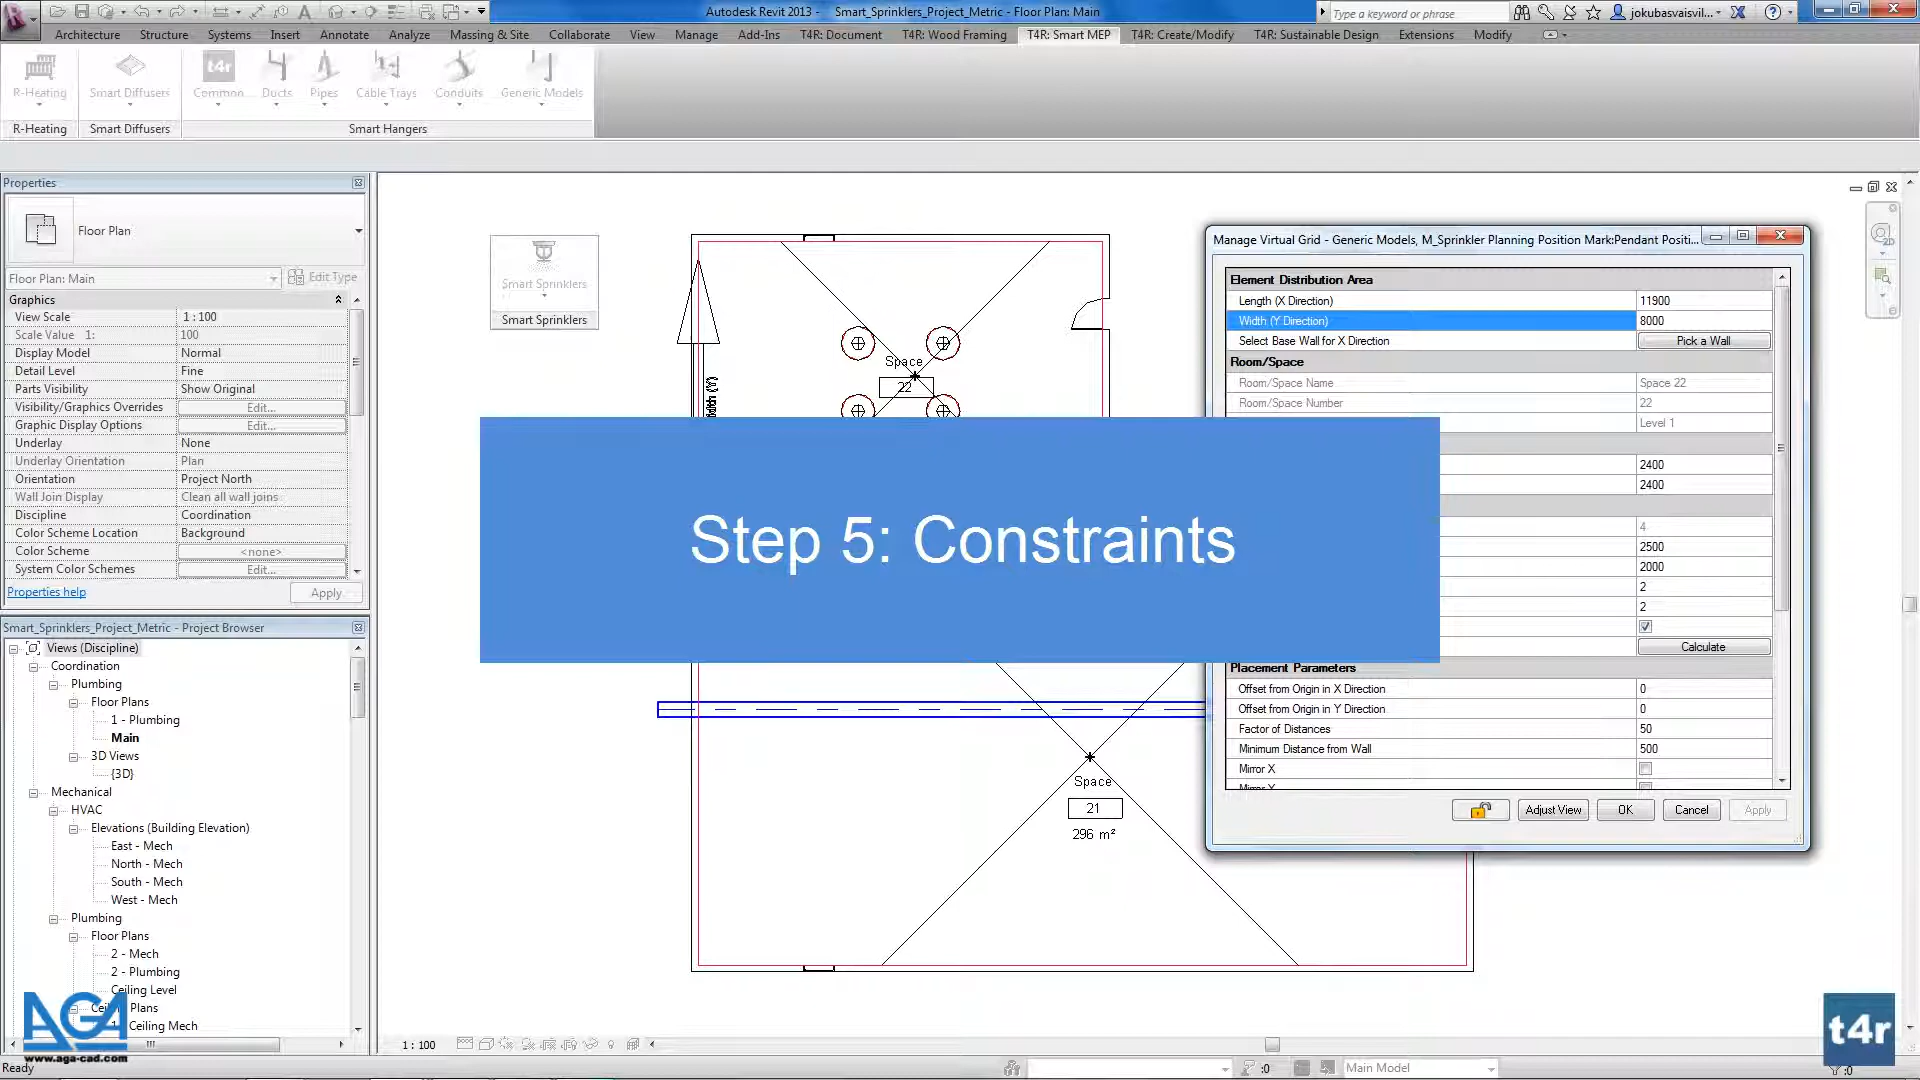 Autodesk Revit 2013 - Smart_Sprinklers_Project_Metric - Floor Plan: Main
Type a keyword or phrase
jokubasvaisvil...
Architecture Structure Systems Insert Annotate Analyze Massing & Site Collaborate View Manage Add-Ins T4R: Document T4R: Wood Framing T4R: Smart MEP T4R: Create/Modify T4R: Sustainable Design Extensions Modify
R-Heating Smart Diffusers Common... Ducts Pipes Cable Trays Conduits Generic Models
R-Heating Smart Diffusers Smart Hangers
Properties
Floor Plan
Floor Plan: Main
Edit Type
Graphics
View Scale 1 : 100
Scale Value 1: 100
Display Model Normal
Detail Level Fine
Parts Visibility Show Original
Visibility/Graphics Overrides Edit...
Graphic Display Options Edit...
Underlay None
Underlay Orientation Plan
Orientation Project North
Wall Join Display Clean all wall joins
Discipline Coordination
Color Scheme Location Background
Color Scheme <none>
System Color Schemes Edit...
Properties help
Apply
Smart_Sprinklers_Project_Metric - Project Browser
Views (Discipline)
Coordination
Plumbing
Floor Plans
1 - Plumbing
Main
3D Views
{3D}
Mechanical
HVAC
Elevations (Building Elevation)
East - Mech
North - Mech
South - Mech
West - Mech
Plumbing
Floor Plans
2 - Mech
2 - Plumbing
Ceiling Level
Plans
Ceiling Mech
AGA
www.aga-cad.com
Ready
Smart Sprinklers
Smart Sprinklers
Space
22
Step 5: Constraints
Space
21
296 m²
Manage Virtual Grid - Generic Models, M_Sprinkler Planning Position Mark:Pendant Positi...
Element Distribution Area
Length (X Direction) 11900
Width (Y Direction) 8000
Select Base Wall for X Direction Pick a Wall
Room/Space
Room/Space Name Space 22
Room/Space Number 22
Level 1
2400
2400
4
2500
2000
2
2
Calculate
Placement Parameters
Offset from Origin in X Direction 0
Offset from Origin in Y Direction 0
Factor of Distances 50
Minimum Distance from Wall 500
Mirror X
Mirror Y
Adjust View OK Cancel Apply
2D
t4r
1 : 100
:0
Main Model
:0